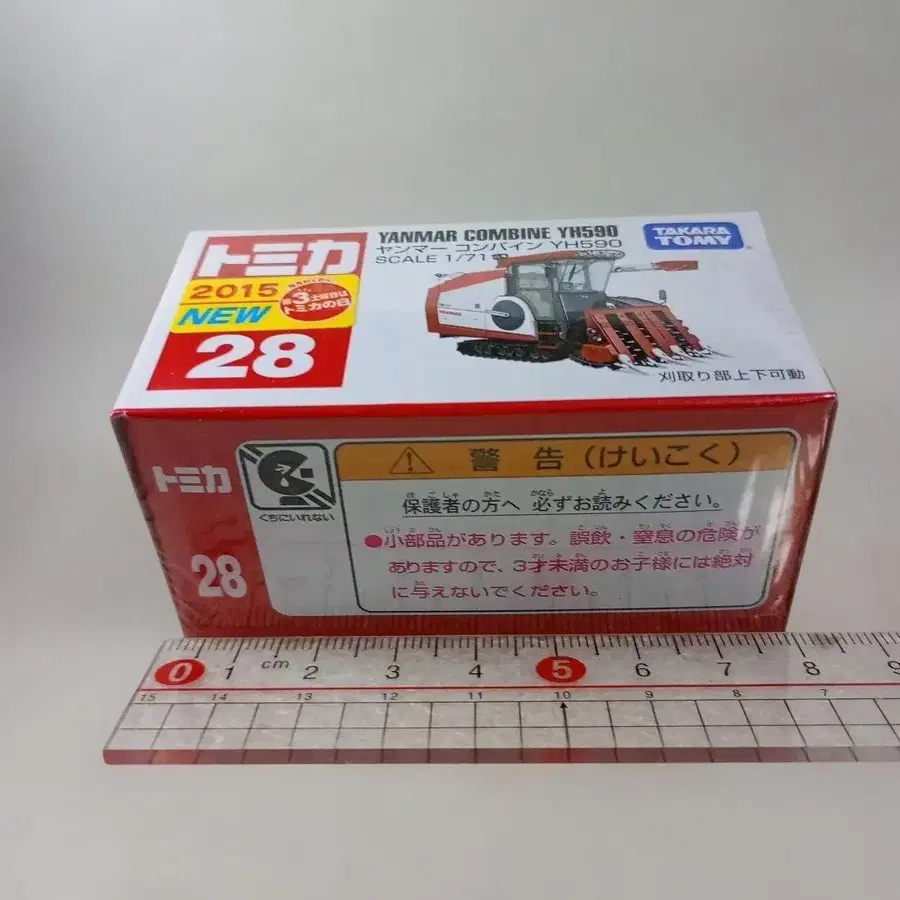 トミカ
2015
NEW
第3土曜日は
トミカの日
28
YANMAR COMBINE YH590
ヤンマー コンバイン YH590
SCALE 1/71
TAKARA
TOMY
刈取り部上下可動
トミカ
28
くちにいれない
警告（けいこく）
保護者の方へ 必ずお読みください。
●小部品があります。誤飲・窒息の危険が
ありますので、3才未満のお子様には絶対
に与えないでください。
0 1 cm 2 3 4 5 6 7 8 9
15 14 13 12 11 10 9 8 7